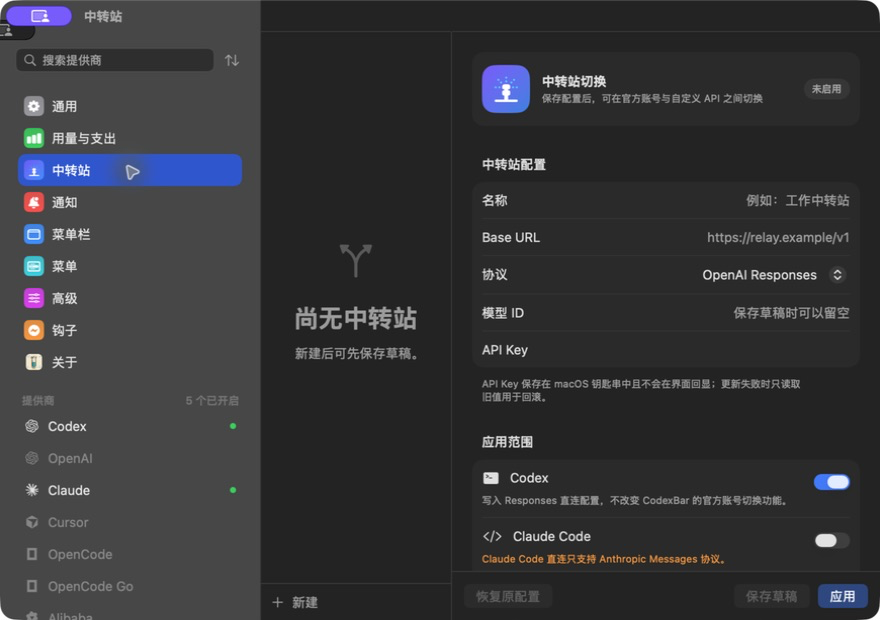 中转站
搜索提供商
通用
用量与支出
中转站
通知
菜单栏
菜单
高级
钩子
关于
提供商
5 个已开启
Codex
OpenAI
Claude
Cursor
OpenCode
OpenCode Go
Alibaba
尚无中转站
新建后可先保存草稿。
新建
中转站切换
保存配置后，可在官方账号与自定义 API 之间切换
未启用
中转站配置
名称
例如：工作中转站
Base URL
https://relay.example/v1
协议
OpenAI Responses
模型 ID
保存草稿时可以留空
API Key
API Key 保存在 macOS 钥匙串中且不会在界面回显；更新失败时只读取
旧值用于回滚。
应用范围
Codex
写入 Responses 直连配置，不改变 CodexBar 的官方账号切换功能。
Claude Code
Claude Code 直连只支持 Anthropic Messages 协议。
恢复原配置
保存草稿
应用